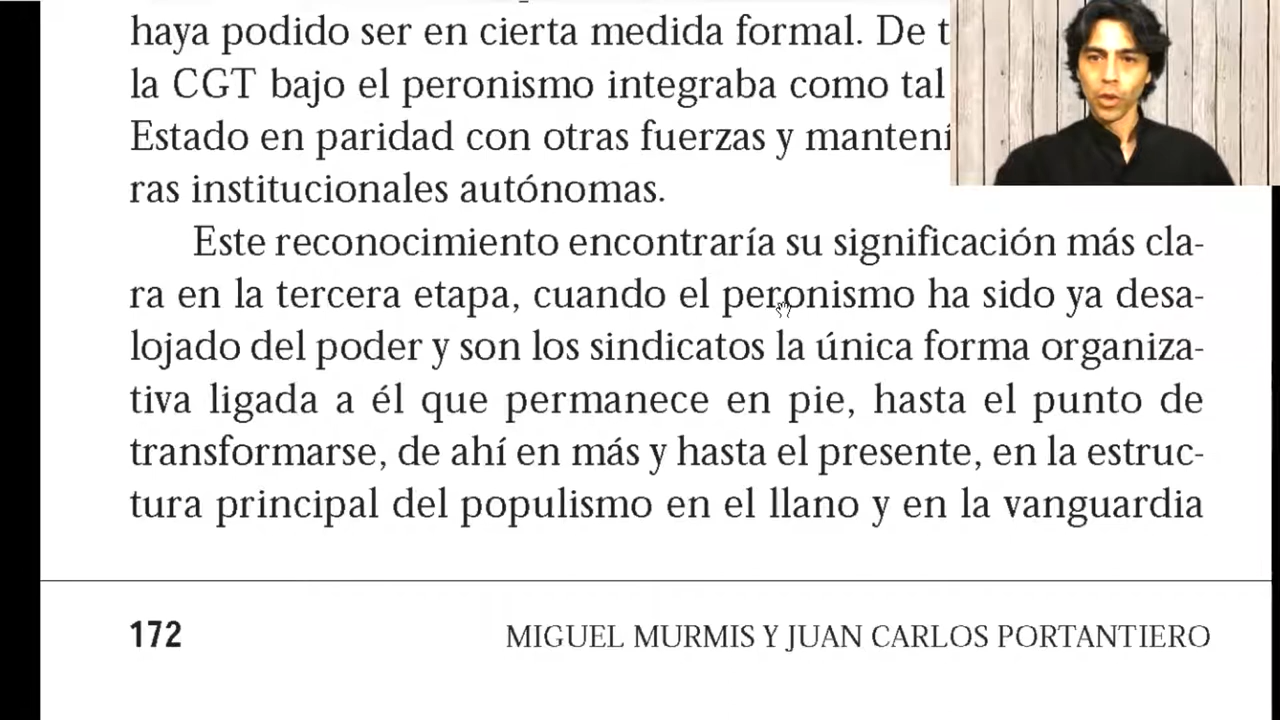 haya podido ser en cierta medida formal. De
la CGT bajo el peronismo integraba como tal
Estado en paridad con otras fuerzas y mantení
ras institucionales autónomas.
Este reconocimiento encontraría su significación más cla-
ra en la tercera etapa, cuando el peronismo ha sido ya desa-
lojado del poder y son los sindicatos la única forma organiza-
tiva ligada a él que permanece en pie, hasta el punto de
transformarse, de ahí en más y hasta el presente, en la estruc-
tura principal del populismo en el llano y en la vanguardia
172
MIGUEL MURMIS Y JUAN CARLOS PORTANTIERO